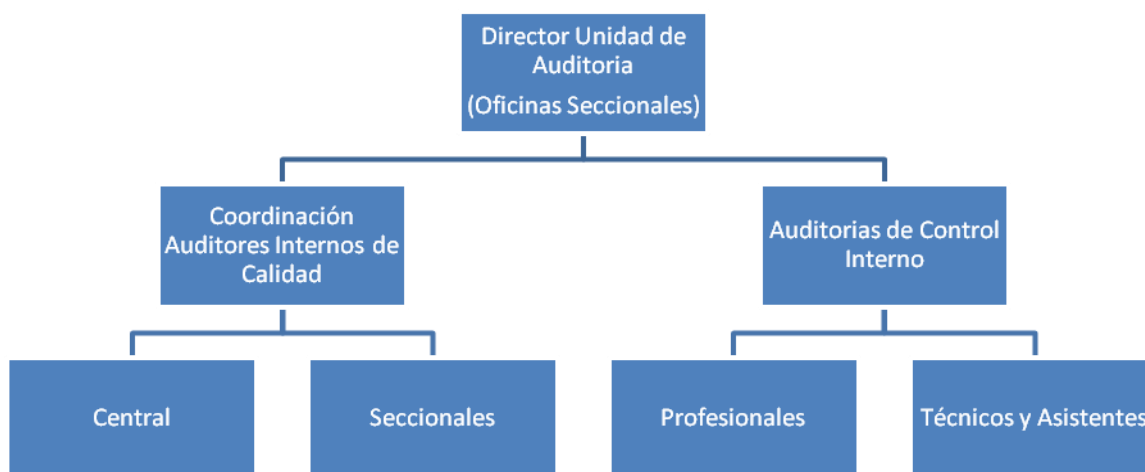 Director Unidad de
Auditoria
(Oficinas Seccionales)
Coordinación
Auditores Internos de
Calidad
Auditorias de Control
Interno
Central
Seccionales
Profesionales
Técnicos y Asistentes